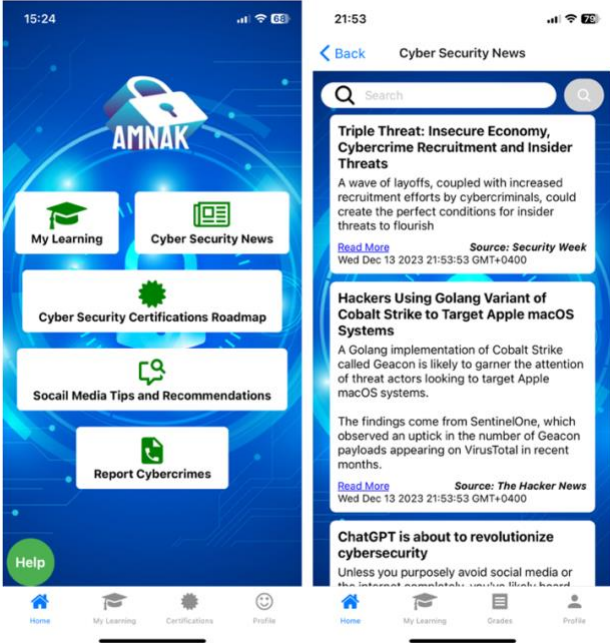 15:24
68
AMNAK
My Learning
Cyber Security News
Cyber Security Certifications Roadmap
Socail Media Tips and Recommendations
Report Cybercrimes
Help
Home
My Learning
Certifications
Profile
21:53
79
Back
Cyber Security News
Search
Triple Threat: Insecure Economy,
Cybercrime Recruitment and Insider
Threats
A wave of layoffs, coupled with increased
recruitment efforts by cybercriminals, could
create the perfect conditions for insider
threats to flourish
Read More
Source: Security Week
Wed Dec 13 2023 21:53:53 GMT+0400
Hackers Using Golang Variant of
Cobalt Strike to Target Apple macOS
Systems
A Golang implementation of Cobalt Strike
called Geacon is likely to garner the attention
of threat actors looking to target Apple
macOS systems.
The findings come from SentinelOne, which
observed an uptick in the number of Geacon
payloads appearing on VirusTotal in recent
months.
Read More
Source: The Hacker News
Wed Dec 13 2023 21:53:53 GMT+0400
ChatGPT is about to revolutionize
cybersecurity
Unless you purposely avoid social media or
Home
My Learning
Grades
Profile